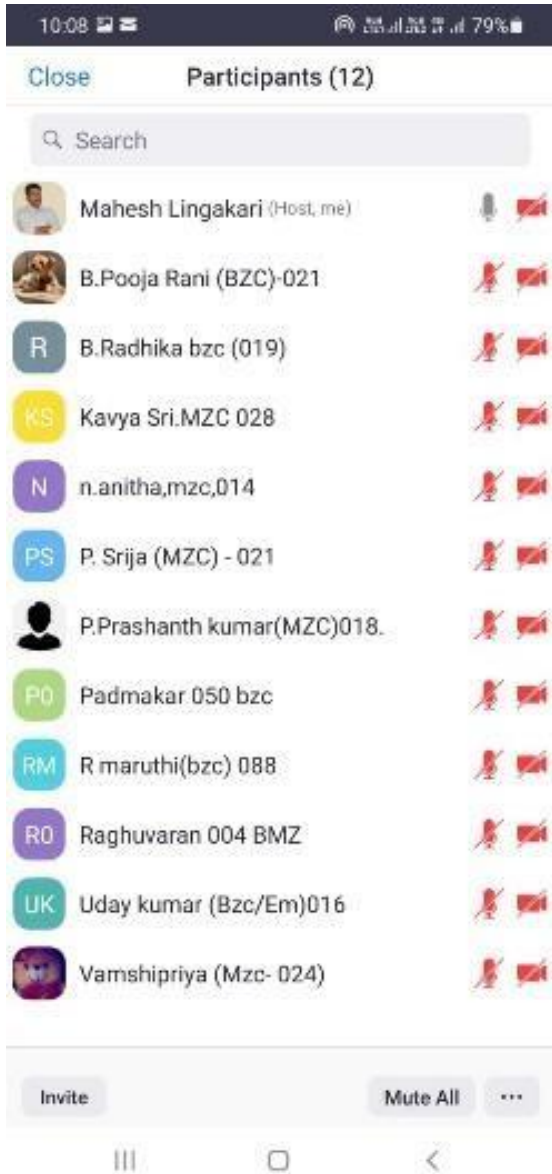 10:08 79%
Close Participants (12)
Search
Mahesh Lingakari (Host, me)
B.Pooja Rani (BZC)-021
R B.Radhika bzc (019)
KS Kavya Sri.MZC 028
N n.anitha,mzc,014
PS P. Srija (MZC) - 021
P.Prashanth kumar(MZC)018.
P0 Padmakar 050 bzc
RM R maruthi(bzc) 088
R0 Raghuvaran 004 BMZ
UK Uday kumar (Bzc/Em)016
Vamshipriya (Mzc- 024)
Invite Mute All ...